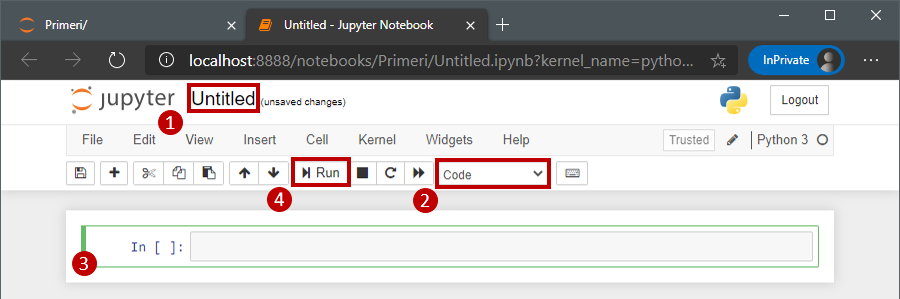 Primeri/ Untitled - Jupyter Notebook
localhost:8888/notebooks/Primeri/Untitled.ipynb?kernel_name=pytho... InPrivate
jupyter Untitled (unsaved changes) Logout
1
File Edit View Insert Cell Kernel Widgets Help Trusted Python 3
Run Code
4 2
In [ ]:
3